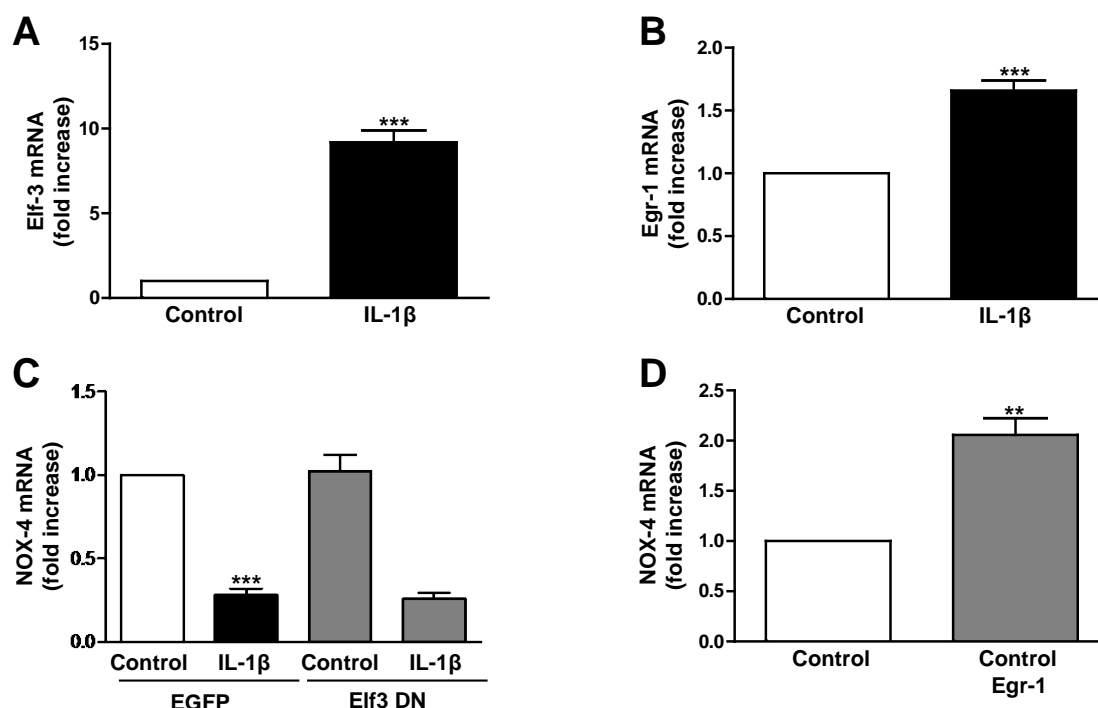 A
Elf-3 mRNA
(fold increase)
15
10
5
0
***
Control IL-1β
B
Egr-1 mRNA
(fold increase)
2.0
1.5
1.0
0.5
0.0
***
Control IL-1β
C
NOX-4 mRNA
(fold increase)
1.5
1.0
0.5
0.0
***
Control IL-1β Control IL-1β
EGFP Elf3 DN
D
NOX-4 mRNA
(fold increase)
2.5
2.0
1.5
1.0
0.5
0.0
**
Control Control
Egr-1